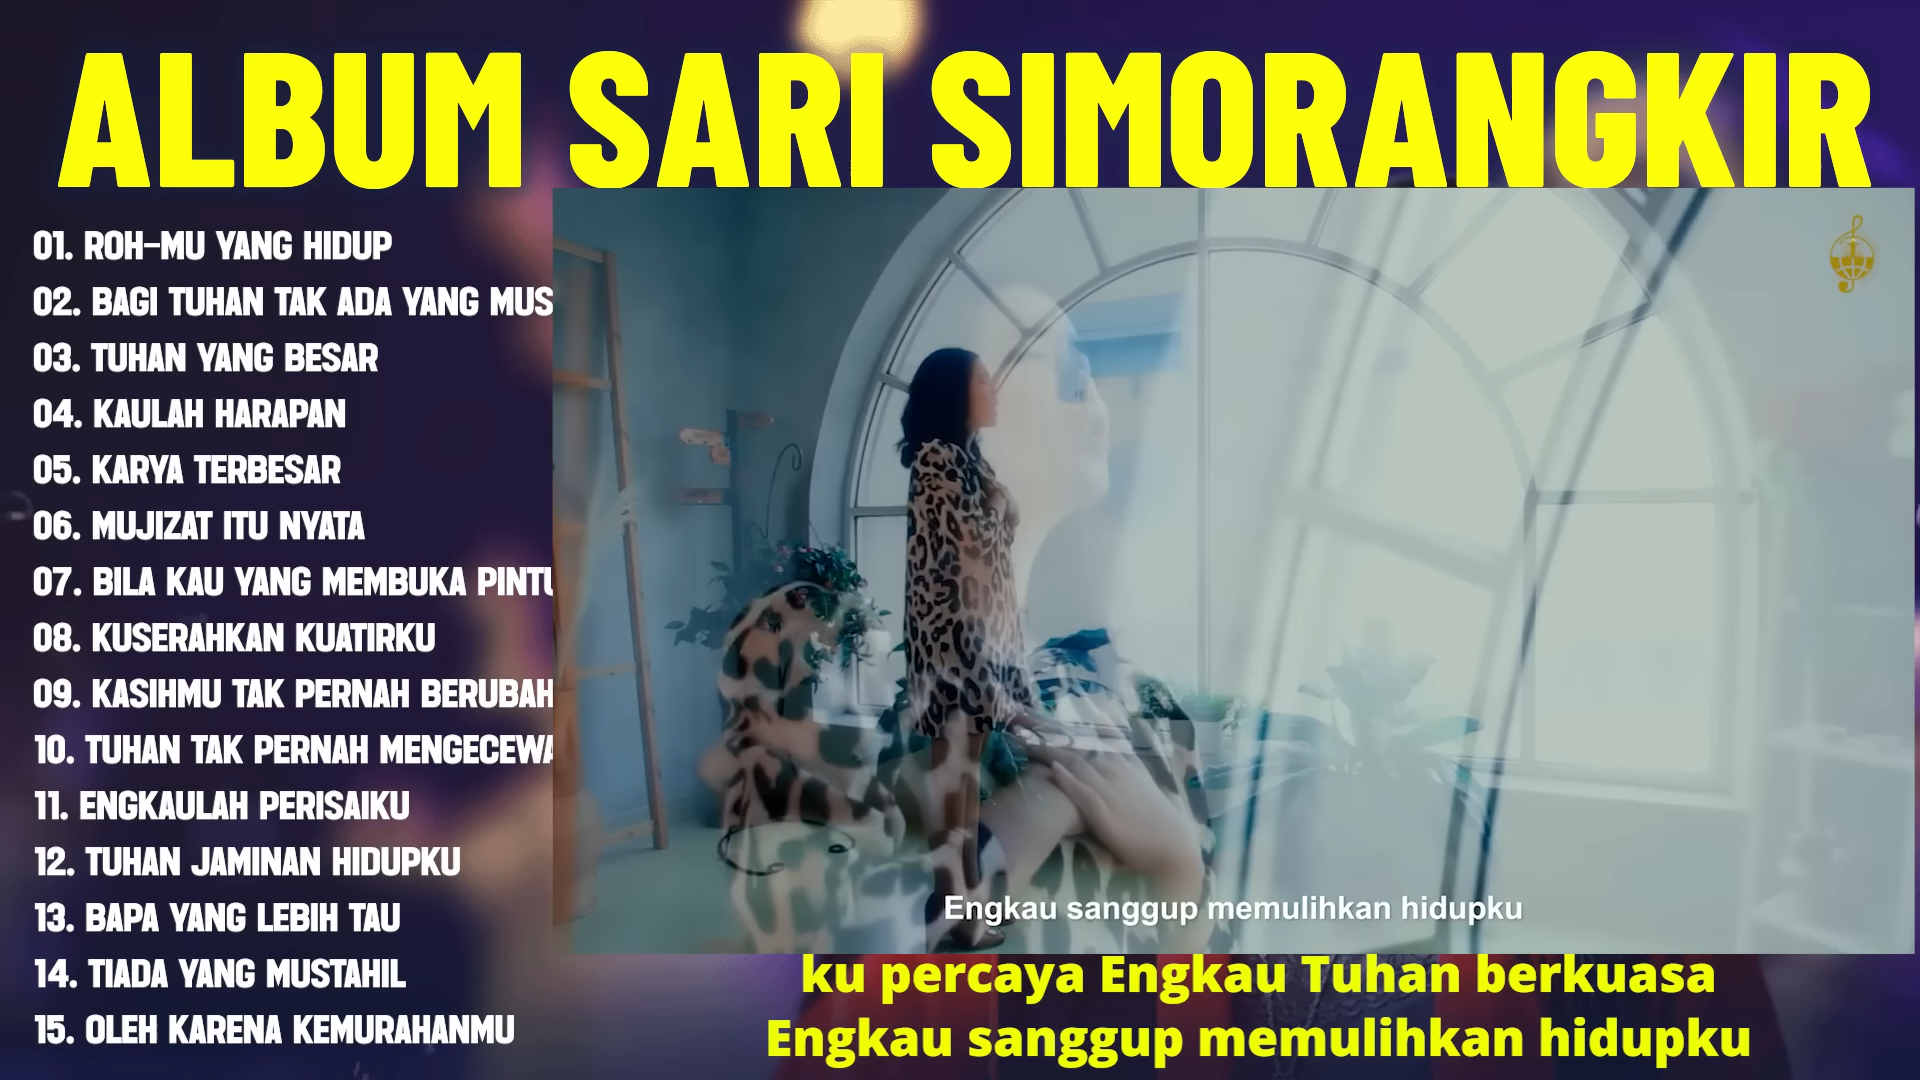 ALBUM SARI SIMORANGKIR
01. ROH-MU YANG HIDUP
02. BAGI TUHAN TAK ADA YANG MUS
03. TUHAN YANG BESAR
04. KAULAH HARAPAN
05. KARYA TERBESAR
06. MUJIZAT ITU NYATA
07. BILA KAU YANG MEMBUKA PINTU
08. KUSERAHKAN KUATIRKU
09. KASIHMU TAK PERNAH BERUBAH
10. TUHAN TAK PERNAH MENGECEWA
11. ENGKAULAH PERISAIKU
12. TUHAN JAMINAN HIDUPKU
13. BAPA YANG LEBIH TAU
14. TIADA YANG MUSTAHIL
15. OLEH KARENA KEMURAHANMU
Engkau sanggup memulihkan hidupku
ku percaya Engkau Tuhan berkuasa
Engkau sanggup memulihkan hidupku